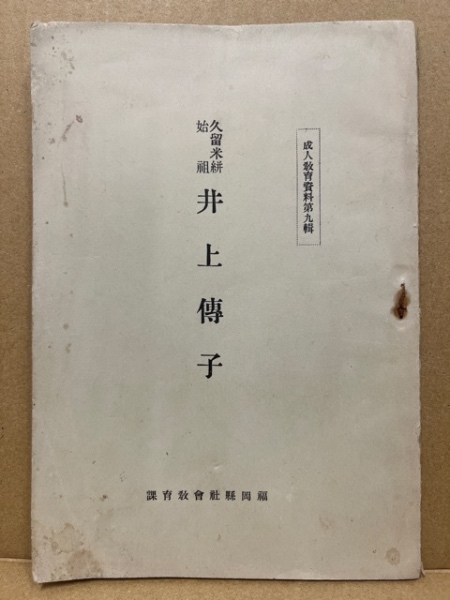 成人教育資料第九輯
久留米絣
始祖
井上傳子
福岡縣社會教育課